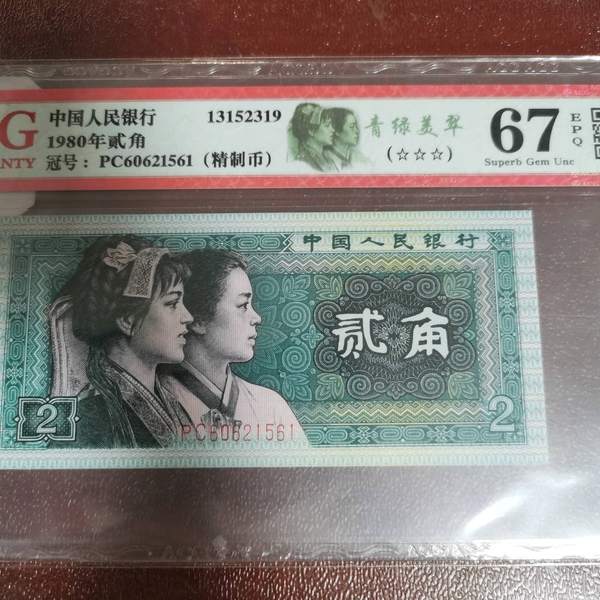 G
NTY
中国人民银行
13152319
1980年贰角
冠号：PC60621561（精制币）
青绿美翠
(☆☆☆)
67
EPQ
Superb Gem Unc
中国人民银行
贰角
2
PC60621561
2